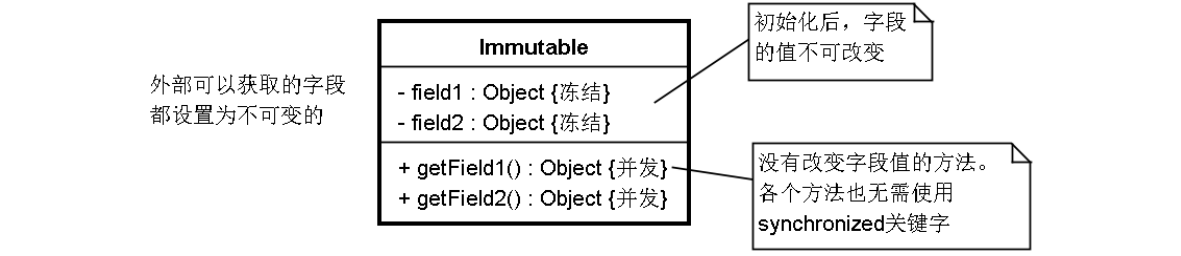 外部可以获取的字段
都设置为不可变的
Immutable
- field1 : Object {冻结}
- field2 : Object {冻结}
+ getField1() : Object {并发}
+ getField2() : Object {并发}
初始化后，字段
的值不可改变
没有改变字段值的方法。
各个方法也无需使用
synchronized关键字